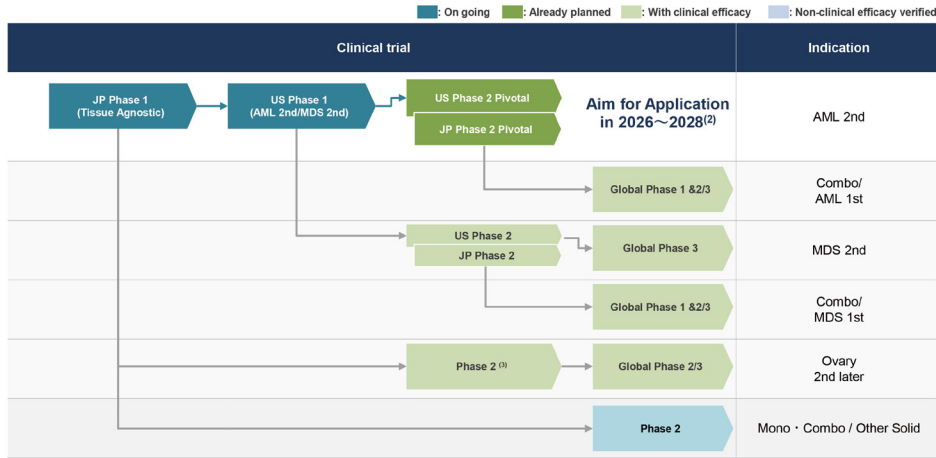 : On going : Already planned : With clinical efficacy : Non-clinical efficacy verified
Clinical trial
Indication
JP Phase 1
(Tissue Agnostic)
US Phase 1
(AML 2nd/MDS 2nd)
US Phase 2 Pivotal
JP Phase 2 Pivotal
Aim for Application
in 2026～2028(2)
AML 2nd
Global Phase 1 &2/3
Combo/
AML 1st
US Phase 2
JP Phase 2
Global Phase 3
MDS 2nd
Global Phase 1 &2/3
Combo/
MDS 1st
Phase 2 (3)
Global Phase 2/3
Ovary
2nd later
Phase 2
Mono・Combo / Other Solid